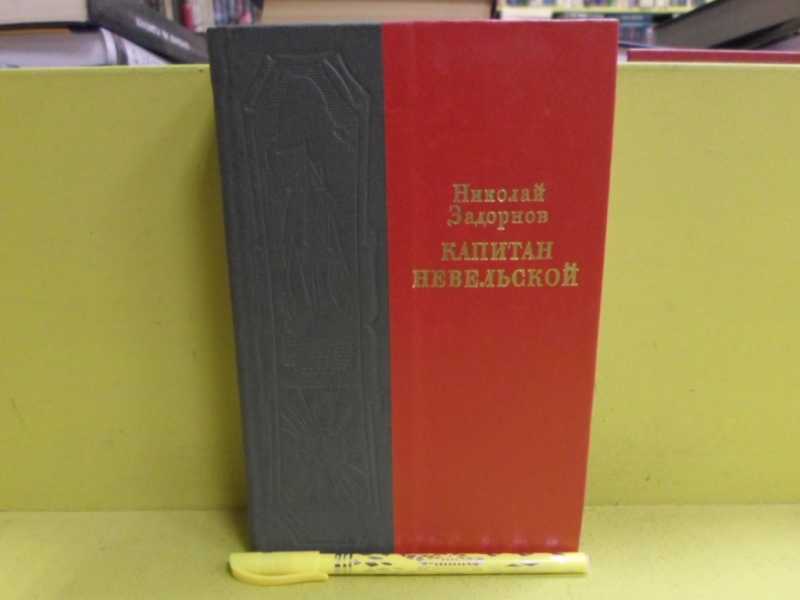 Николай
Задорнов
КАПИТАН
НЕВЕЛЬСКОЙ